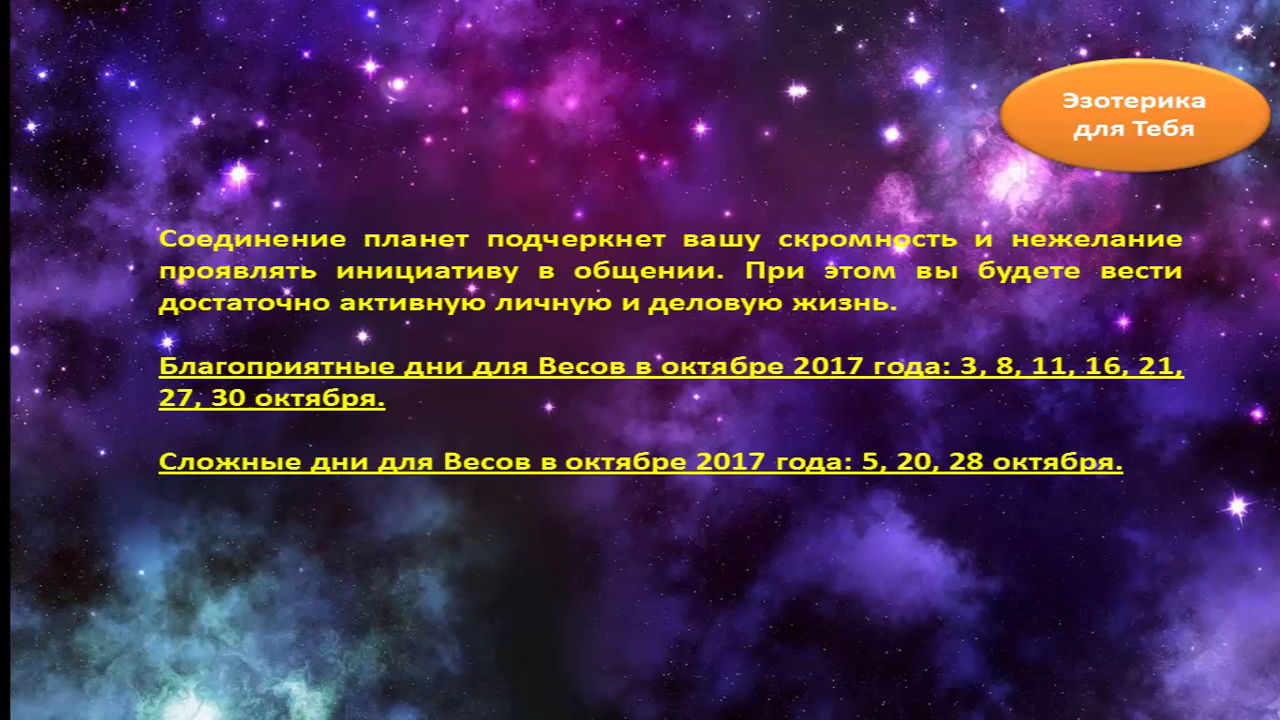 Эзотерика
для Тебя
Соединение планет подчеркнет вашу скромность и нежелание
проявлять инициативу в общении. При этом вы будете вести
достаточно активную личную и деловую жизнь.
Благоприятные дни для Весов в октябре 2017 года: 3, 8, 11, 16, 21,
27, 30 октября.
Сложные дни для Весов в октябре 2017 года: 5, 20, 28 октября.